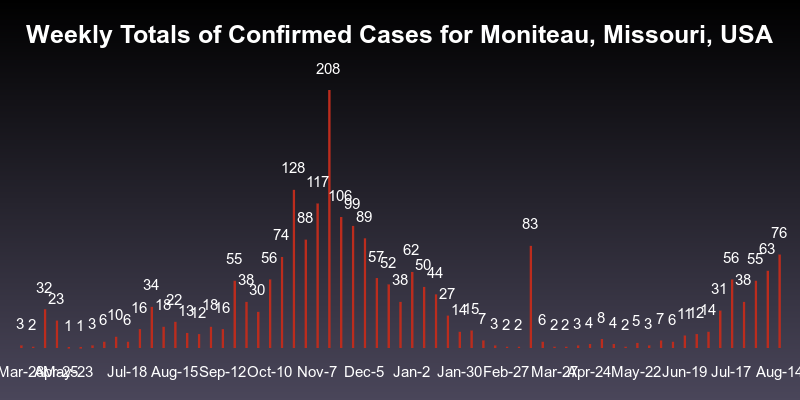 Weekly Totals of Confirmed Cases for Moniteau, Missouri, USA
208
128
117
106
99
88 89
83
74 76
62 63
55 56 57 52 50 56 55
38 38 44 38
32 34 30 27 31
23 16 18 22 13 12 18 16 14 15
3 2 1 1 3 6 10 6 7 3 2 2 6 2 2 3 4 8 4 2 5 3 7 6 11 12 14
Jul-18 Aug-15 Sep-12 Oct-10 Nov-7 Dec-5 Jan-2 Jan-30 Feb-27 Mar-27 Apr-24 May-22 Jun-19 Jul-17 Aug-14